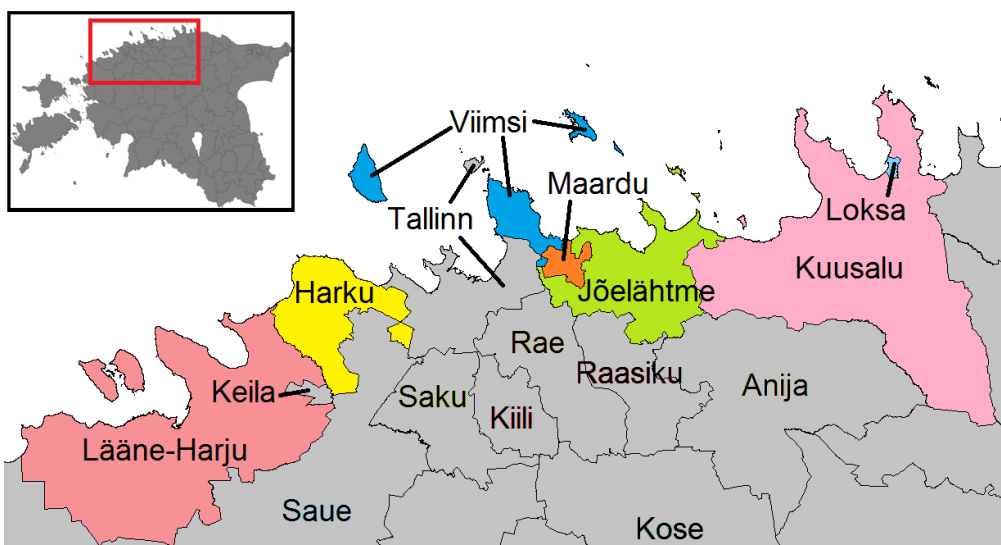 Viimsi
Maardu
Tallinn
Loksa
Kuusalu
Harku
Jõelähtme
Rae
Raasiku
Keila
Saku
Anija
Kiili
Lääne-Harju
Saue
Kose